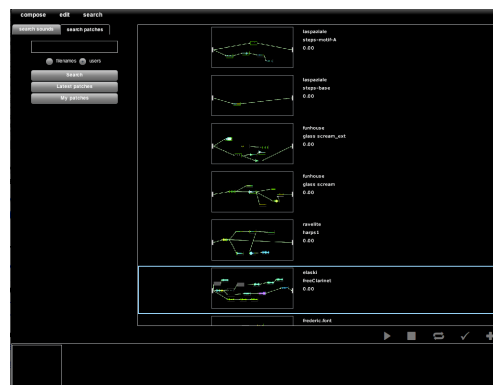 compose edit search
search sounds search patches
filenames users
Search
Latest patches
My patches
laspaziale
steps-motif-A
0.00
laspaziale
steps-base
0.00
funhouse
glass scream_ext
0.00
funhouse
glass scream
0.00
ravelite
harps1
0.00
elaski
freeClarinet
0.00
frederic.font